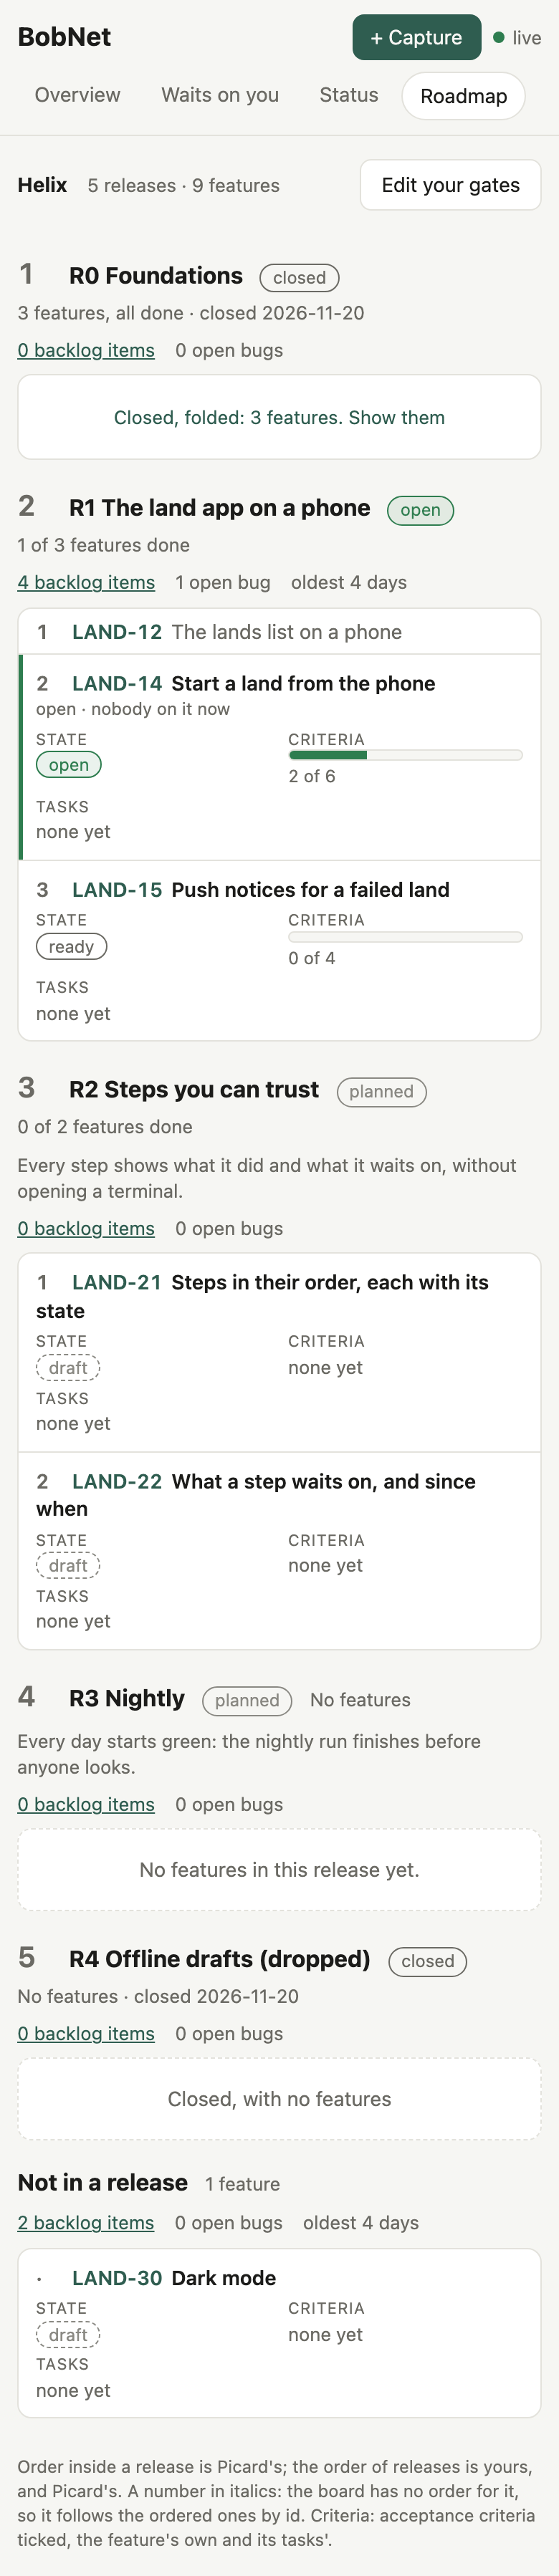 BobNet
+ Capture
live
Overview
Waits on you
Status
Roadmap
Helix 5 releases · 9 features
Edit your gates
1 R0 Foundations closed
3 features, all done · closed 2026-11-20
0 backlog items 0 open bugs
Closed, folded: 3 features. Show them
2 R1 The land app on a phone open
1 of 3 features done
4 backlog items 1 open bug oldest 4 days
1 LAND-12 The lands list on a phone
2 LAND-14 Start a land from the phone
open · nobody on it now
STATE CRITERIA
open
2 of 6
TASKS
none yet
3 LAND-15 Push notices for a failed land
STATE CRITERIA
ready
0 of 4
TASKS
none yet
3 R2 Steps you can trust planned
0 of 2 features done
Every step shows what it did and what it waits on, without
opening a terminal.
0 backlog items 0 open bugs
1 LAND-21 Steps in their order, each with its
state
STATE CRITERIA
draft none yet
TASKS
none yet
2 LAND-22 What a step waits on, and since
when
STATE CRITERIA
draft none yet
TASKS
none yet
4 R3 Nightly planned No features
Every day starts green: the nightly run finishes before
anyone looks.
0 backlog items 0 open bugs
No features in this release yet.
5 R4 Offline drafts (dropped) closed
No features · closed 2026-11-20
0 backlog items 0 open bugs
Closed, with no features
Not in a release 1 feature
2 backlog items 0 open bugs oldest 4 days
· LAND-30 Dark mode
STATE CRITERIA
draft none yet
TASKS
none yet
Order inside a release is Picard's; the order of releases is yours,
and Picard's. A number in italics: the board has no order for it,
so it follows the ordered ones by id. Criteria: acceptance criteria
ticked, the feature's own and its tasks'.